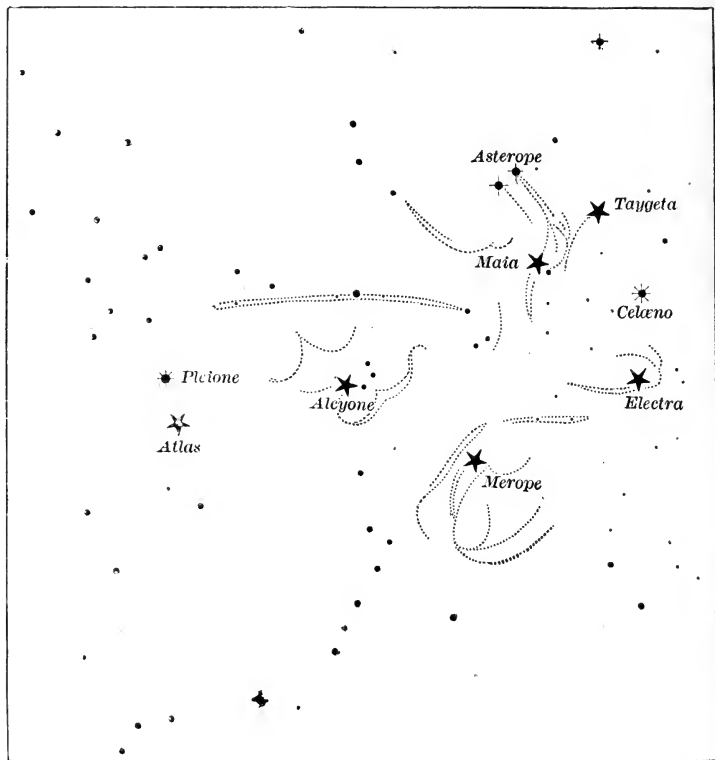 Asterope
Taygeta
Maia
Celæno
Pleione
Alcyone
Electra
Atlas
Merope